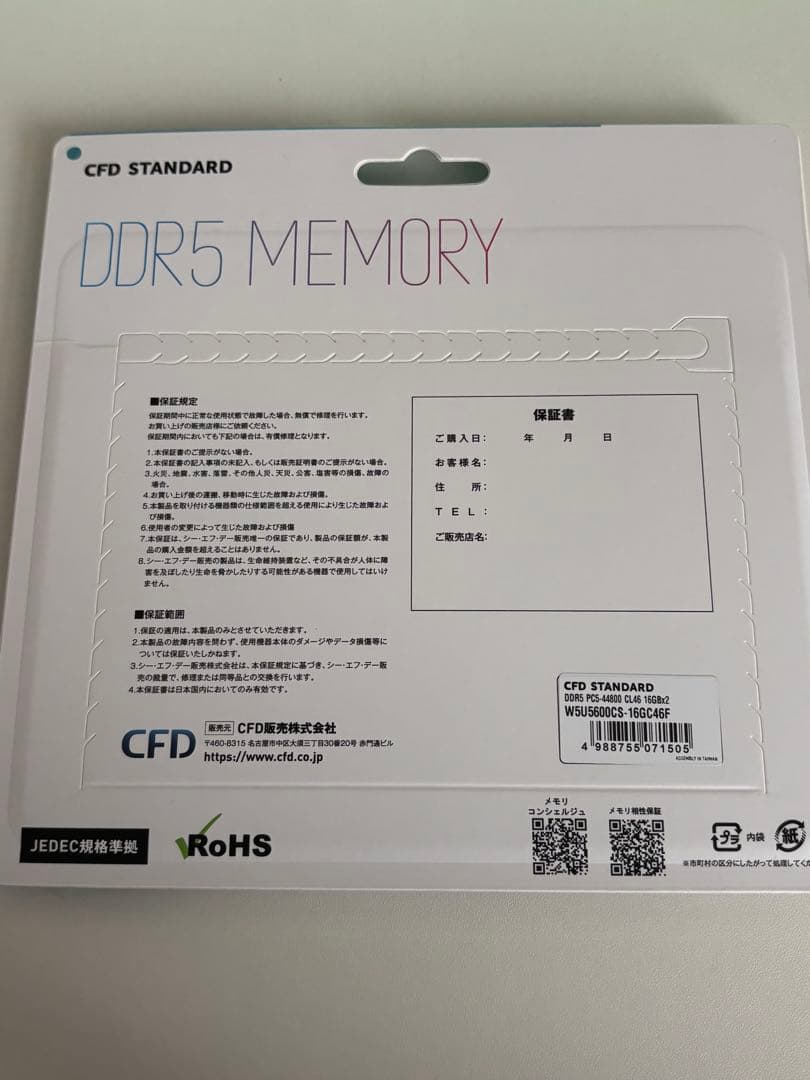 CFD STANDARD
DDR5 MEMORY
■保証規定
保証期間中に正常な使用状態で故障した場合、無償で修理を行います。
お買い上げの販売店様にご依頼ください。
保証期間内においても下記の場合は、有償修理となります。
1.本保証書のご提示がない場合。
2.本保証書の記入事項の未記入、もしくは販売証明書のご提示がない場合。
3.火災、地震、水害、落雷、その他人災、天災、公害、塩害等の損傷、故障の
場合。
4.お買い上げ後の運搬、移動時に生じた故障および損傷。
5.本製品を取り付ける機器類の仕様範囲を超える使用により生じた故障およ
び損傷。
6.使用者の変更によって生じた故障および損傷
7.本保証は、シー・エフ・デー販売唯一の保証であり、製品の保証額が、本製
品の購入金額を超えることはありません。
8.シー・エフ・デー販売の製品は、生命維持装置など、その不具合が人体に障
害を及ぼしたり生命を脅かしたりする可能性がある機器で使用してはいけ
ません。
■保証範囲
1.保証の適用は、本製品のみとさせていただきます。
2.本製品の故障内容を問わず、使用機器本体のダメージやデータ損傷等に
ついては保証いたしかねます。
3.シー・エフ・デー販売株式会社は、本保証規定に基づき、シー・エフ・デー販
売の裁量で、修理または同等品との交換を行います。
4.本保証書は日本国内においてのみ有効です。
保証書
ご購入日： 年 月 日
お客様名：
住 所：
TEL：
ご販売店名：
CFD STANDARD
DDR5 PC5-44800 CL46 16GBx2
W5U5600CS-16GC46F
4 988755 071505
ASSEMBLY IN TAIWAN
CFD
販売元 CFD販売株式会社
〒460-8315 名古屋市中区大須三丁目30番20号 赤門通ビル
https://www.cfd.co.jp
JEDEC規格準拠
RoHS
メモリ
コンシェルジュ
メモリ相性保証
プラ 内袋 紙
※市町村の区分にしたがって処理してくだ